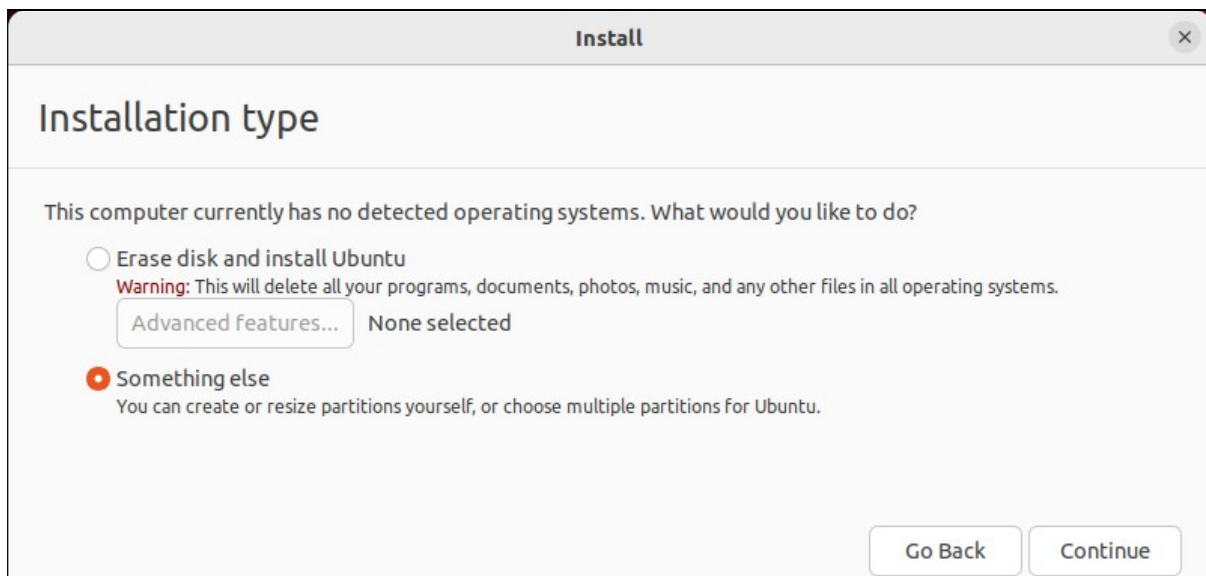 Install
Installation type
This computer currently has no detected operating systems. What would you like to do?
Erase disk and install Ubuntu
Warning: This will delete all your programs, documents, photos, music, and any other files in all operating systems.
Advanced features... None selected
Something else
You can create or resize partitions yourself, or choose multiple partitions for Ubuntu.
Go Back Continue